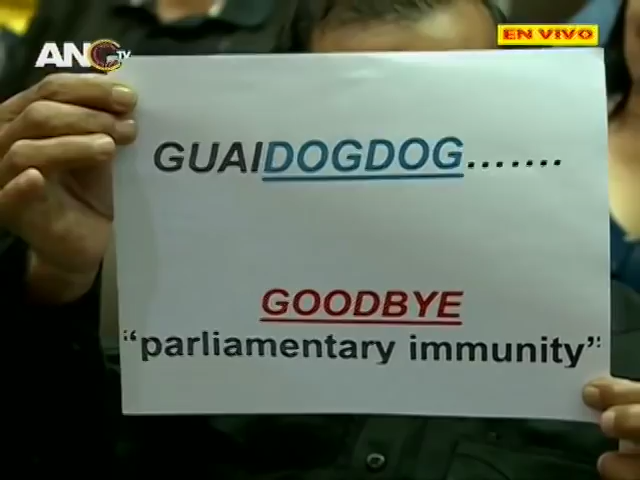 ANC TV
EN VIVO
GUAIDOGDOG.......
GOODBYE
"parliamentary immunity"